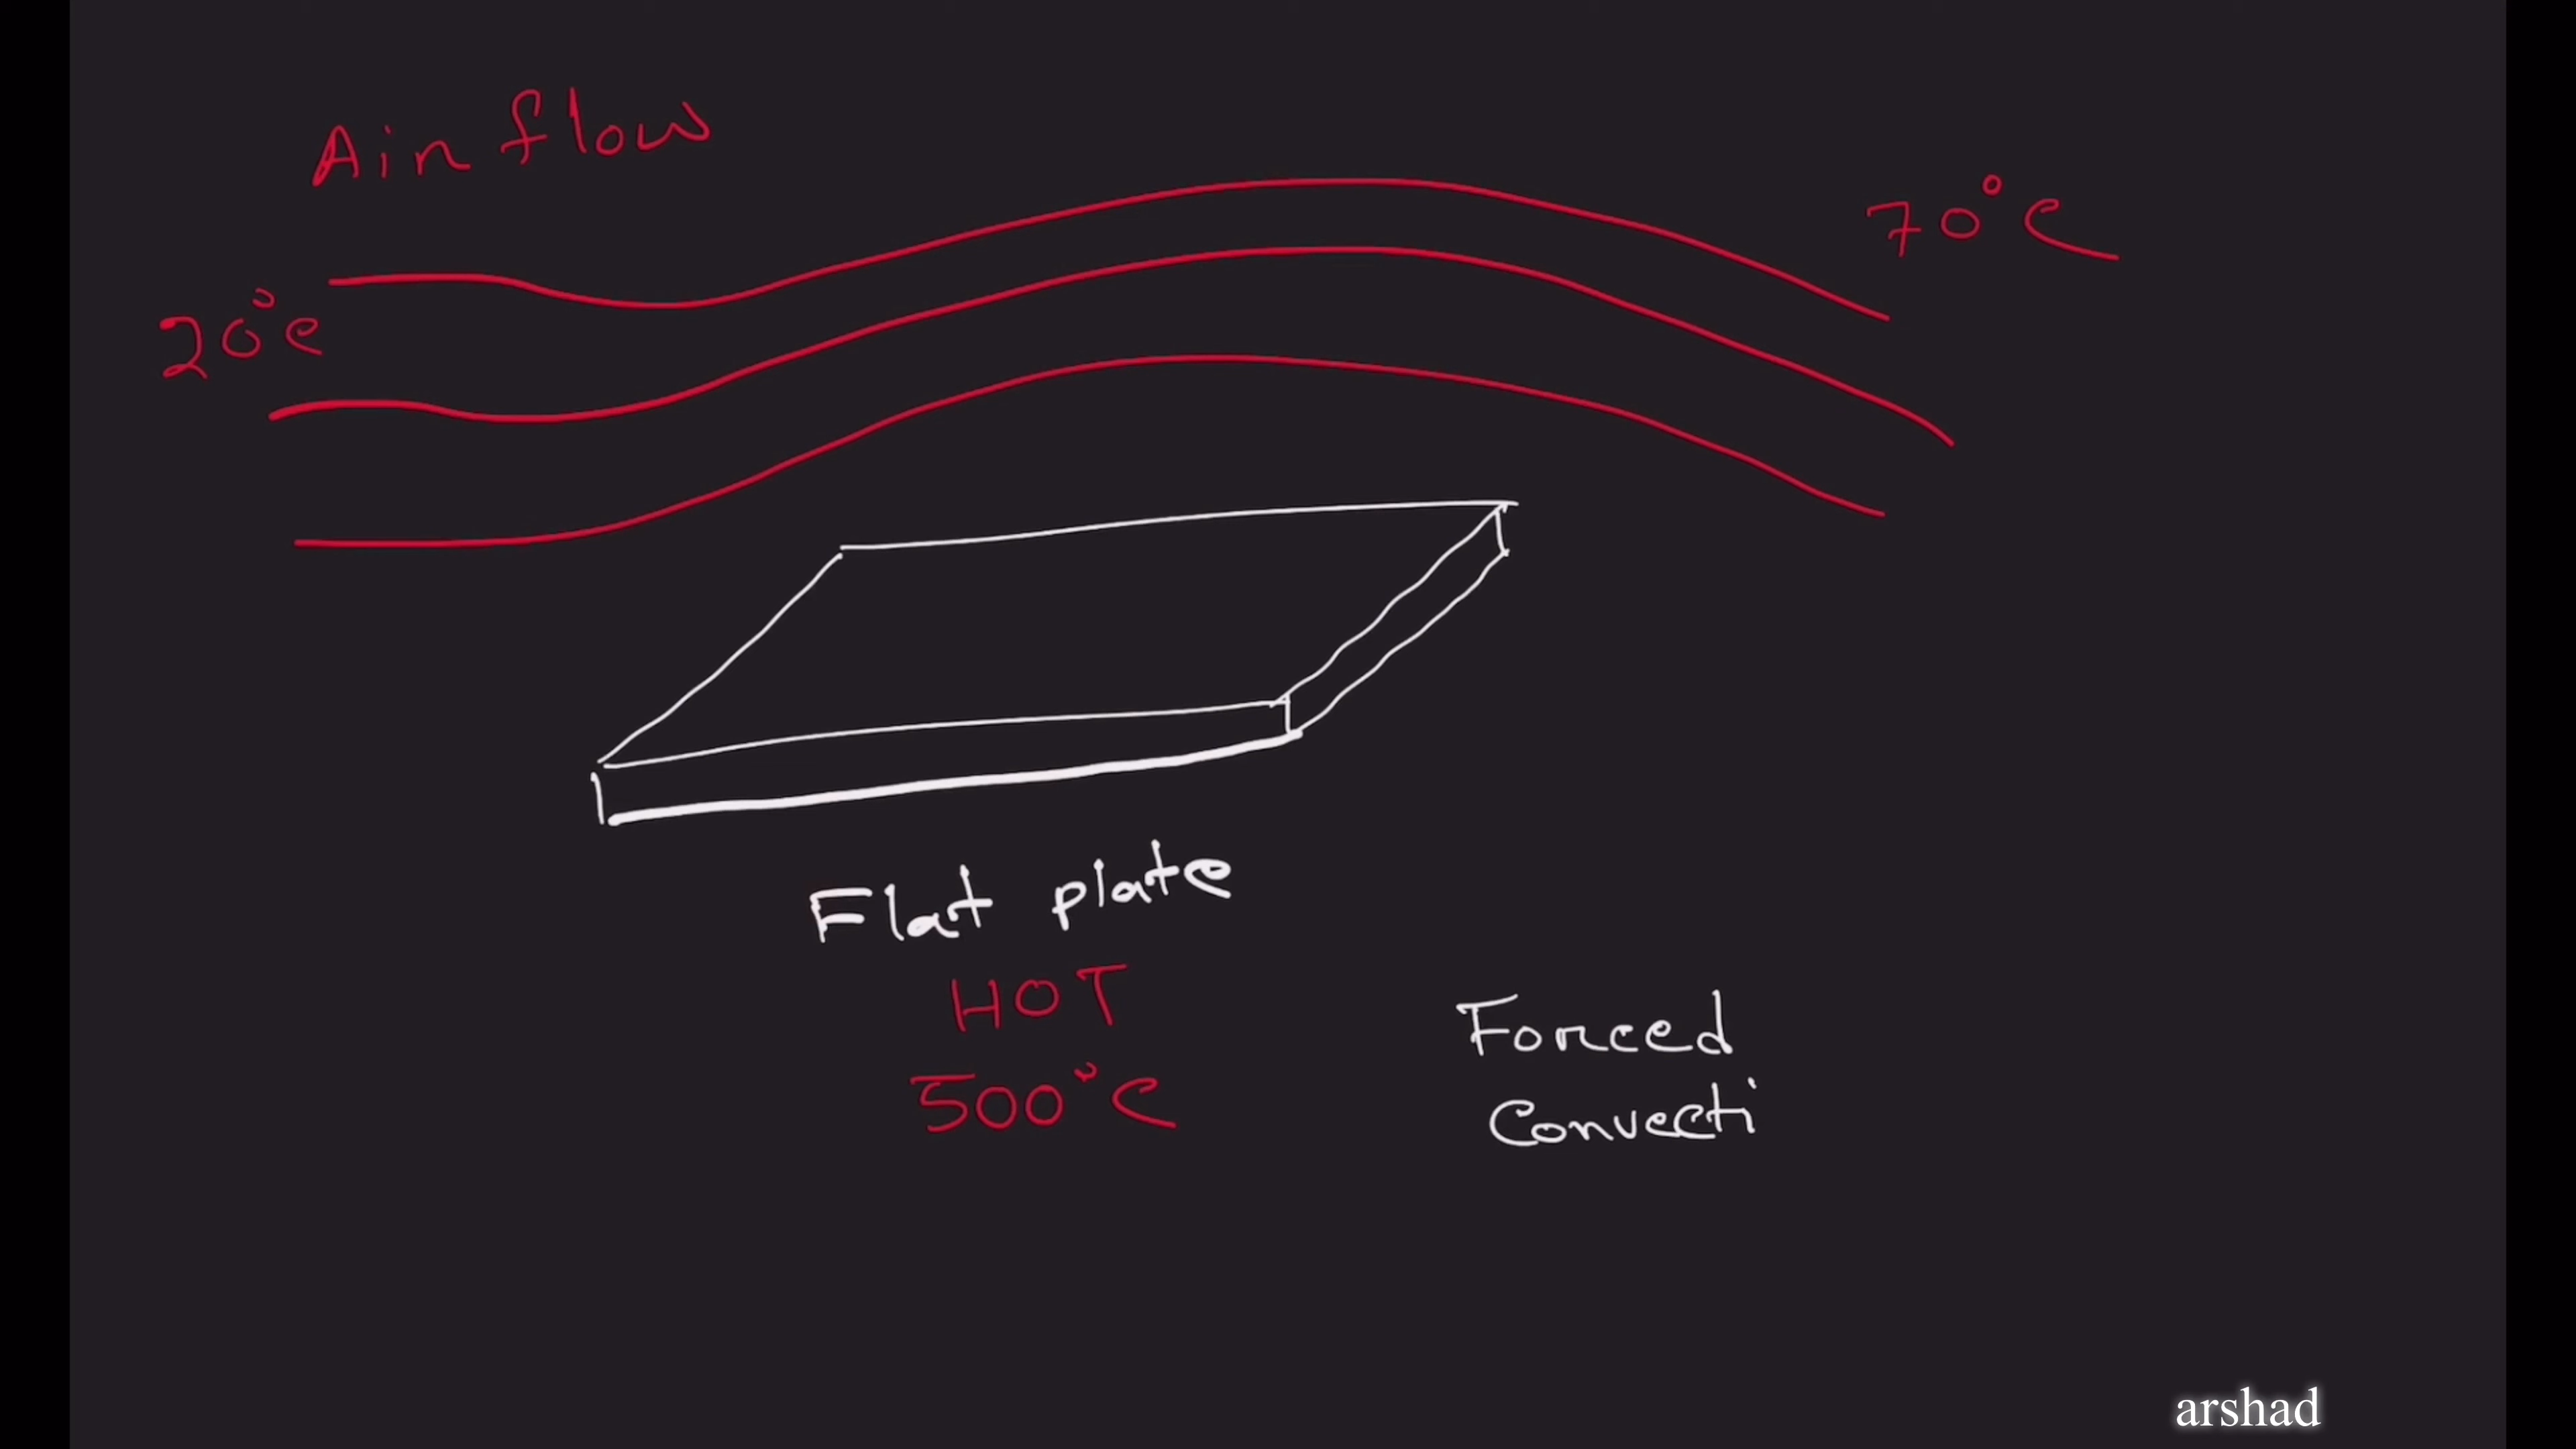 Air flow
70°C
20°c
Flat plate
HOT
500°C
Forced
Convecti
arshad